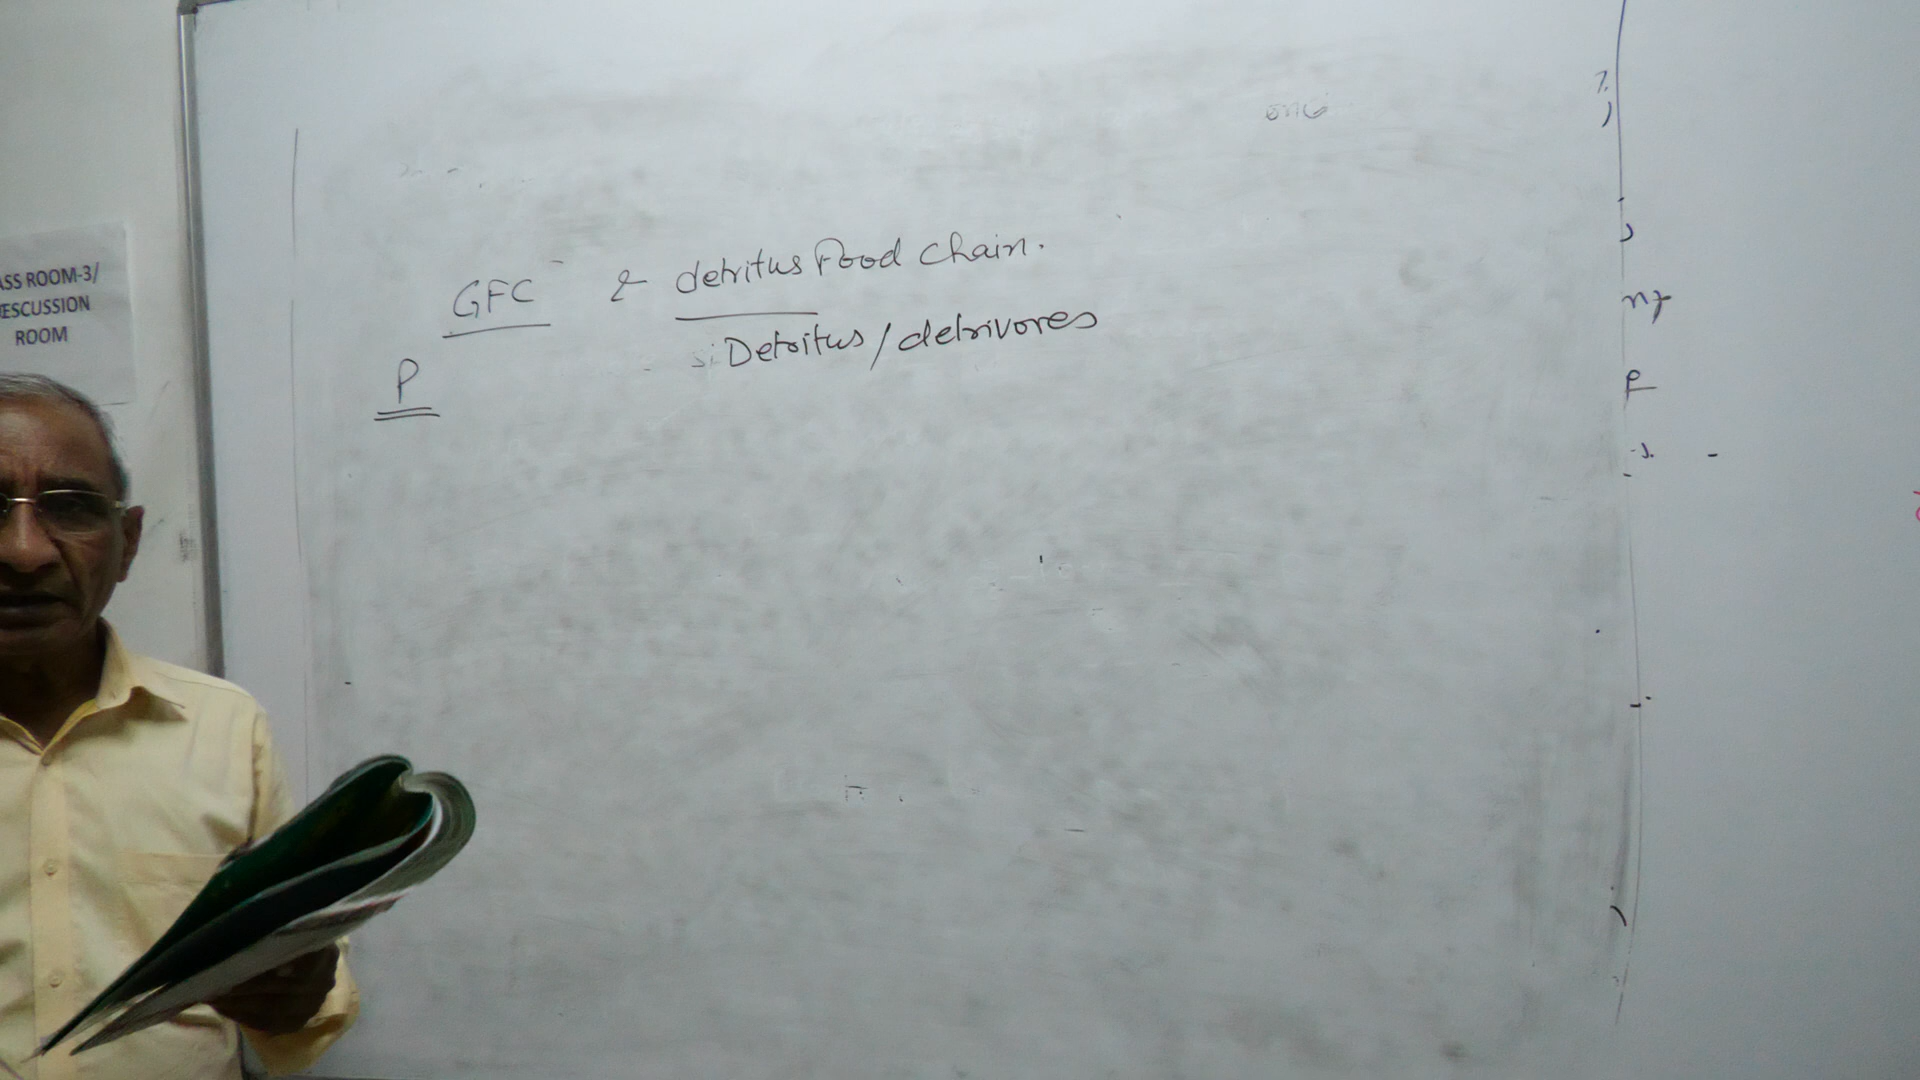 ASS ROOM-3/
ESCUSSION
ROOM
GFC & detritus Food chain.
Detritus / detrivores
P